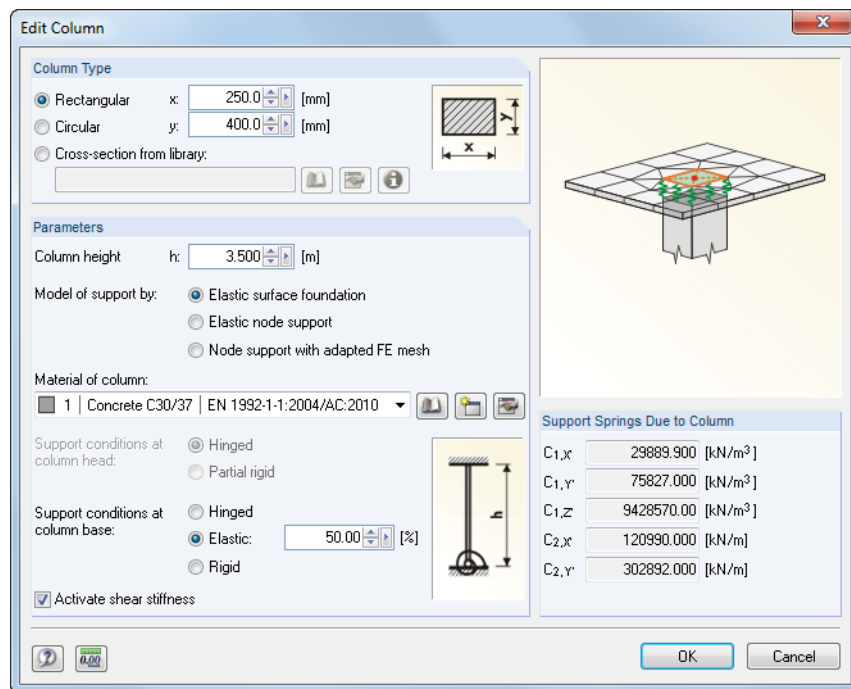 Edit Column
Column Type
Rectangular x: 250.0 [mm]
Circular y: 400.0 [mm]
Cross-section from library:
x
y
Parameters
Column height h: 3.500 [m]
Model of support by: Elastic surface foundation
Elastic node support
Node support with adapted FE mesh
Material of column:
1 Concrete C30/37 EN 1992-1-1:2004/AC:2010
Support conditions at column head: Hinged
Partial rigid
Support conditions at column base: Hinged
Elastic: 50.00 [%]
Rigid
h
Activate shear stiffness
Support Springs Due to Column
C1,X' 29889.900 [kN/m³]
C1,Y' 75827.000 [kN/m³]
C1,Z' 9428570.00 [kN/m³]
C2,X' 120990.000 [kN/m]
C2,Y' 302892.000 [kN/m]
0.00
OK
Cancel